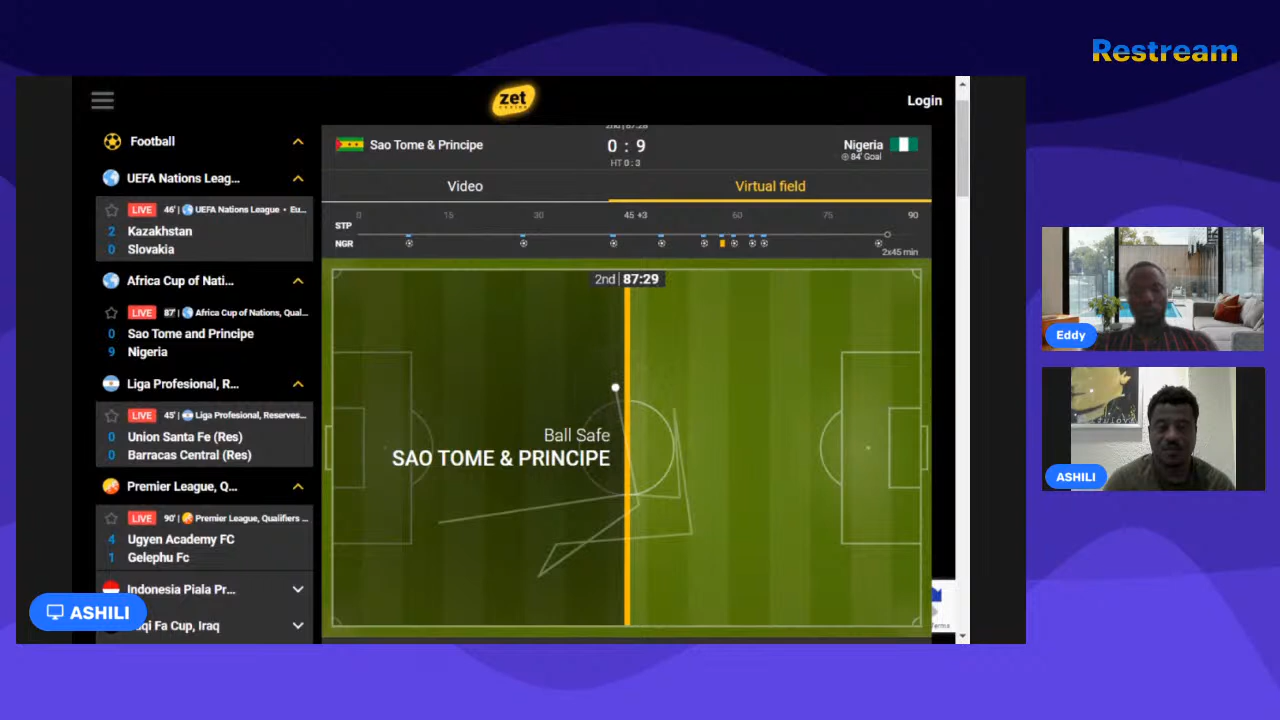 Restream
zet
Login
Football
UEFA Nations Leag...
LIVE 46' | UEFA Nations League • Eu...
2 Kazakhstan
0 Slovakia
Africa Cup of Nati...
LIVE 87' | Africa Cup of Nations, Qual...
0 Sao Tome and Principe
9 Nigeria
Liga Profesional, R...
LIVE 45' | Liga Profesional, Reserves...
0 Union Santa Fe (Res)
0 Barracas Central (Res)
Premier League, Q...
LIVE 90' | Premier League, Qualifiers ...
4 Ugyen Academy FC
1 Gelephu Fc
Indonesia Piala Pr...
qi Fa Cup, Iraq
ASHILI
Sao Tome & Principe
0 : 9
HT 0 : 3
Nigeria
84' Goal
Video
Virtual field
0 15 30 45 +3 60 75 90
STP
NGR
2x45 min
2nd | 87:29
Ball Safe
SAO TOME & PRINCIPE
Eddy
ASHILI